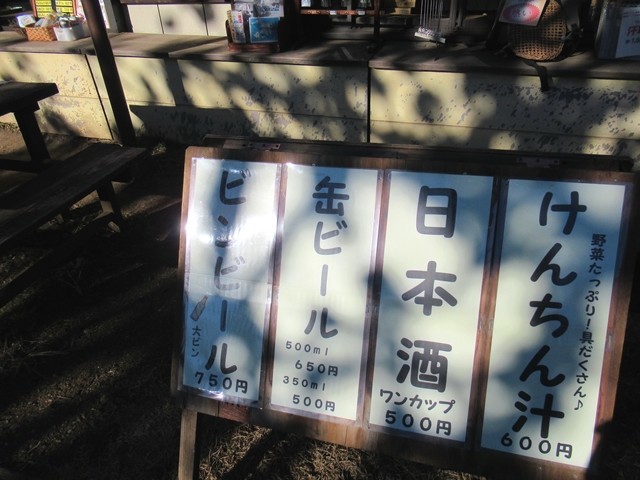 けんちん汁
野菜たっぷり!具だくさん♪
600円
日本酒
ワンカップ
500円
缶ビール
500ml
650円
350ml
500円
ビンビール
大ビン
750円